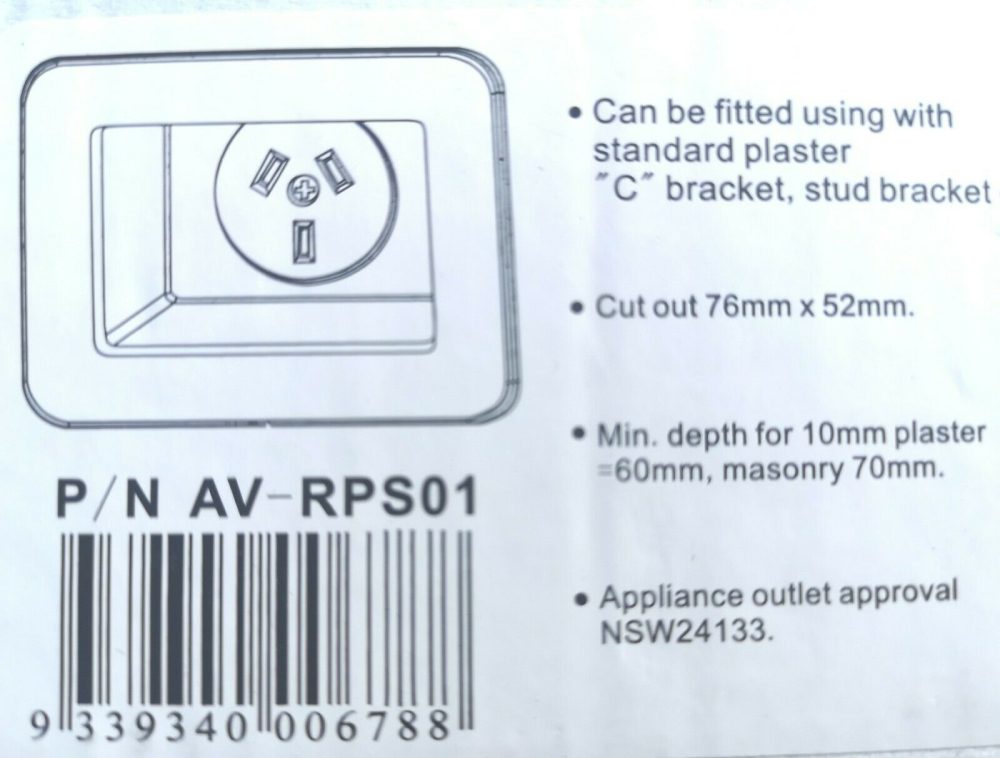 • Can be fitted using with
standard plaster
"C" bracket, stud bracket
• Cut out 76mm x 52mm.
• Min. depth for 10mm plaster
=60mm, masonry 70mm.
• Appliance outlet approval
NSW24133.
P/N AV-RPS01
9 339340 006788